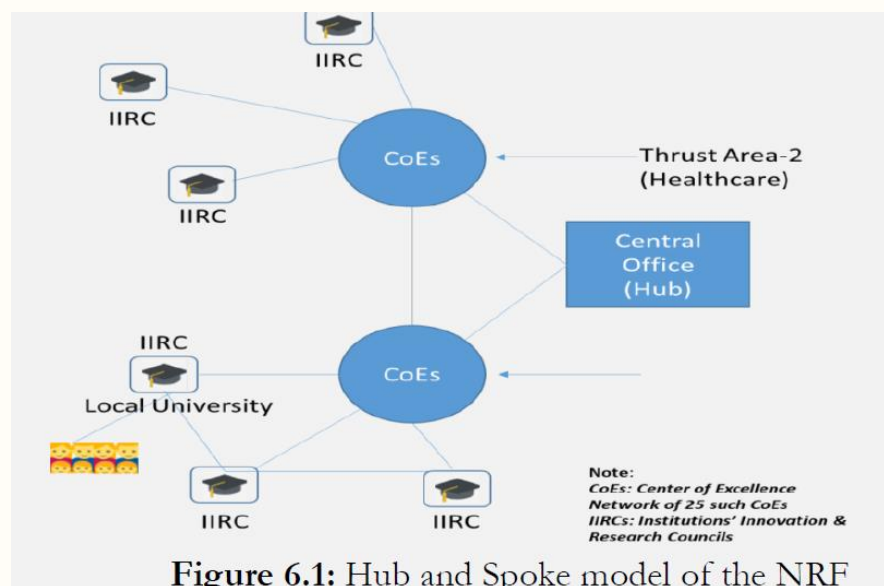 IIRC
IIRC
IIRC
CoEs
Thrust Area-2
(Healthcare)
Central
Office
(Hub)
IIRC
Local University
CoEs
IIRC
IIRC
Note:
CoEs: Center of Excellence
Network of 25 such CoEs
IIRCs: Institutions' Innovation &
Research Councils
Figure 6.1: Hub and Spoke model of the NRF